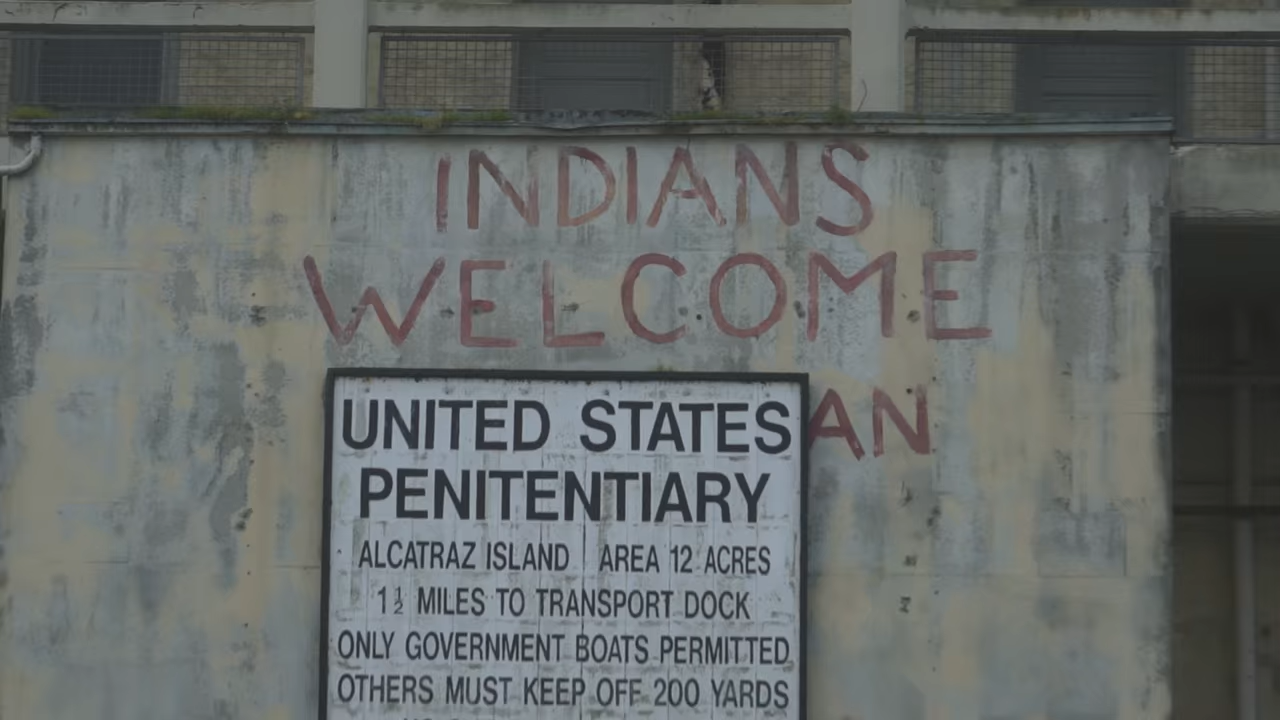 INDIANS
WELCOME
AN
UNITED STATES
PENITENTIARY
ALCATRAZ ISLAND AREA 12 ACRES
1½ MILES TO TRANSPORT DOCK
ONLY GOVERNMENT BOATS PERMITTED
OTHERS MUST KEEP OFF 200 YARDS